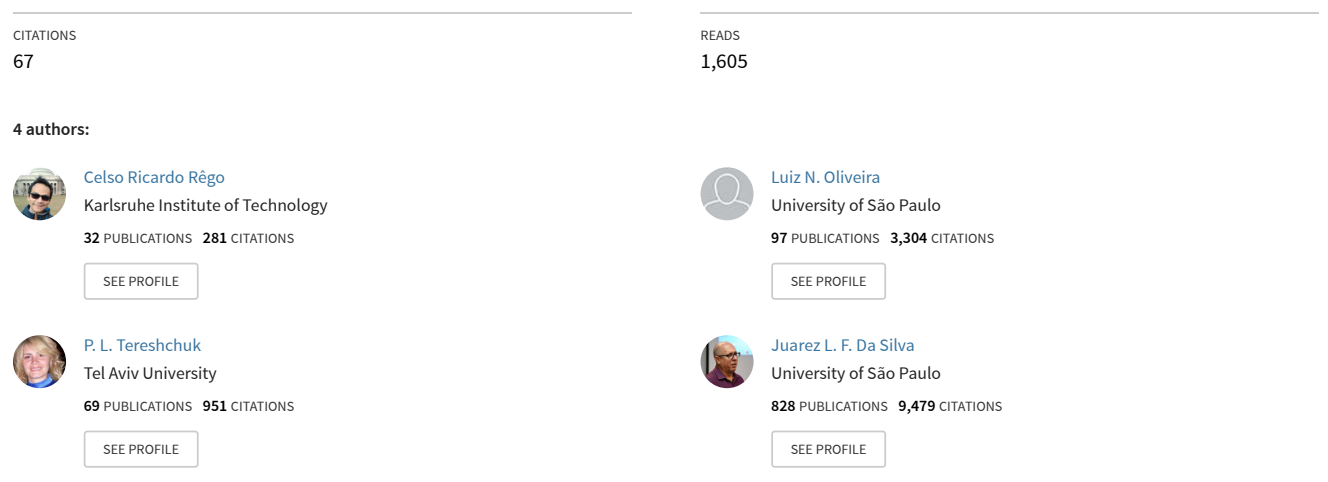 CITATIONS
67
READS
1,605
4 authors:
Celso Ricardo Rêgo
Karlsruhe Institute of Technology
32 PUBLICATIONS 281 CITATIONS
SEE PROFILE
Luiz N. Oliveira
University of São Paulo
97 PUBLICATIONS 3,304 CITATIONS
SEE PROFILE
P. L. Tereshchuk
Tel Aviv University
69 PUBLICATIONS 951 CITATIONS
SEE PROFILE
Juarez L. F. Da Silva
University of São Paulo
828 PUBLICATIONS 9,479 CITATIONS
SEE PROFILE